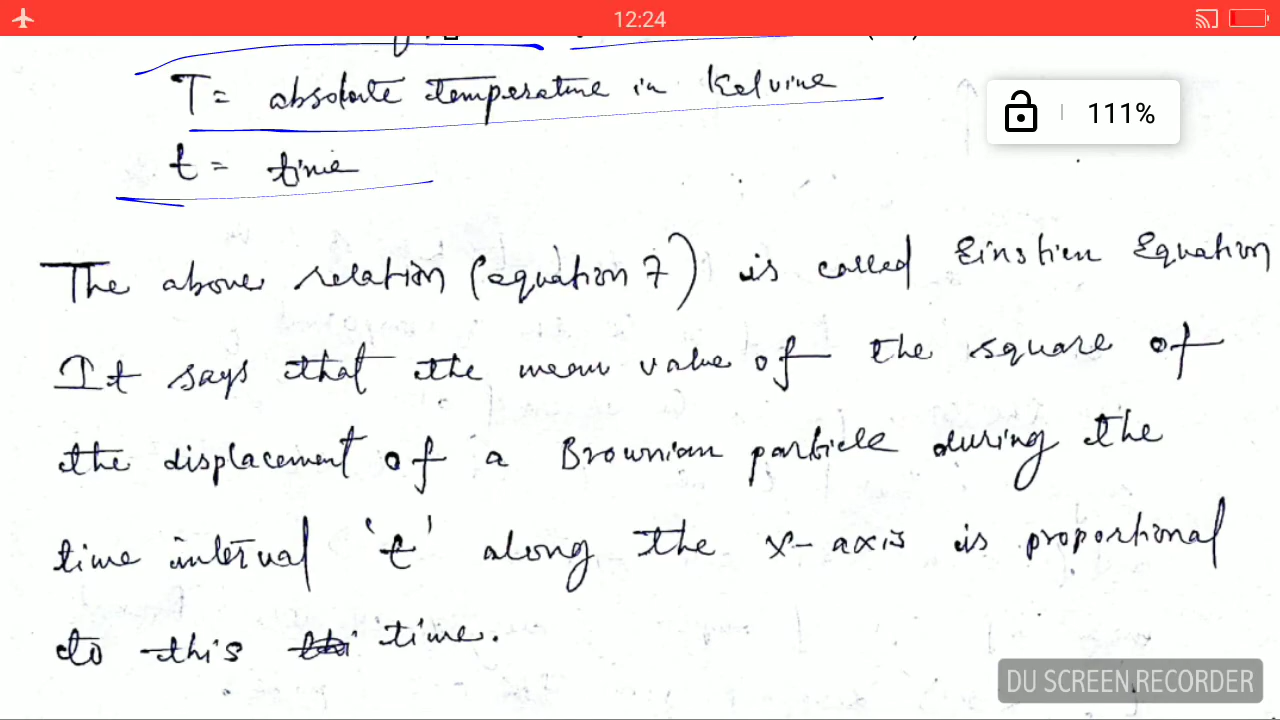 12:24
T= absolute temperature in Kelvine
111%
t= time
The above relation (equation 7) is called Einstien Equation
It says that the mean value of the square of
the displacement of a Brownian particle during the
time interval 't' along the x-axis is proportional
to this time.
DU SCREEN RECORDER